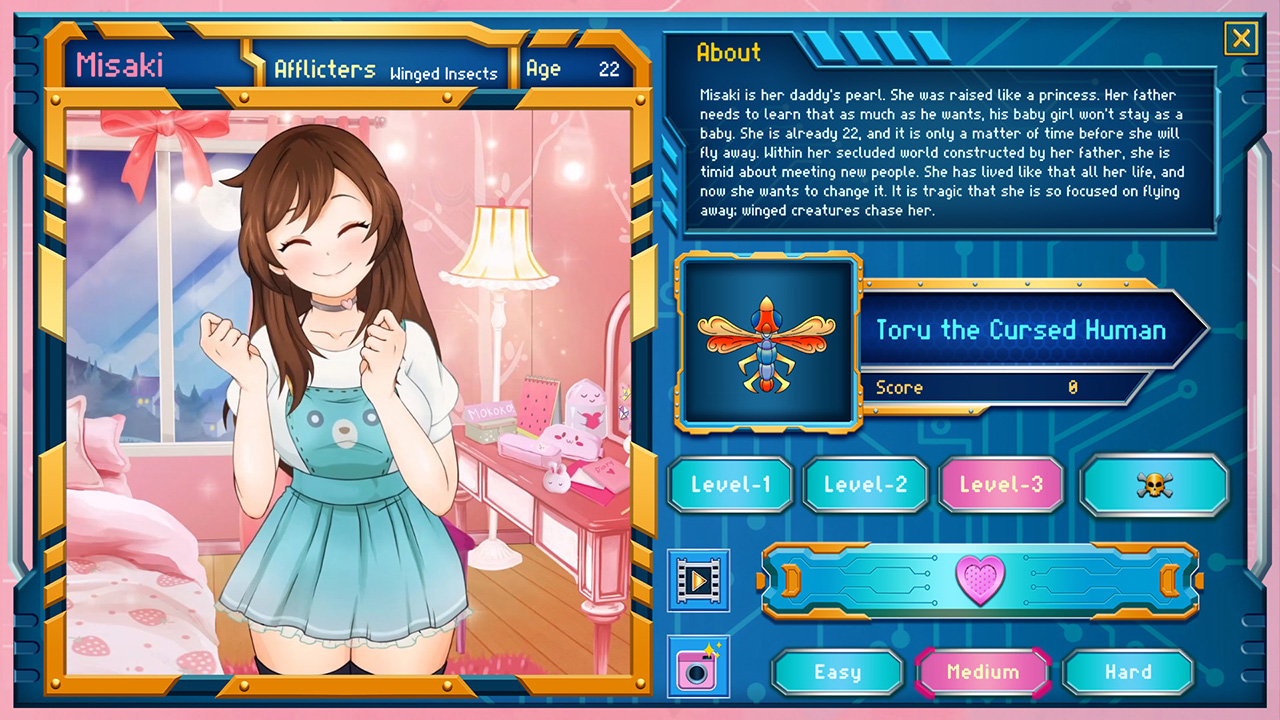 Misaki
Afflicters Winged Insects
Age 22
About
Misaki is her daddy's pearl. She was raised like a princess. Her father
needs to learn that as much as he wants, his baby girl won't stay as a
baby. She is already 22, and it is only a matter of time before she will
fly away. Within her secluded world constructed by her father, she is
timid about meeting new people. She has lived like that all her life, and
now she wants to change it. It is tragic that she is so focused on flying
away; winged creatures chase her.
Toru the Cursed Human
Score 0
MOKOKO
Diary
Level-1 Level-2 Level-3
Easy Medium Hard